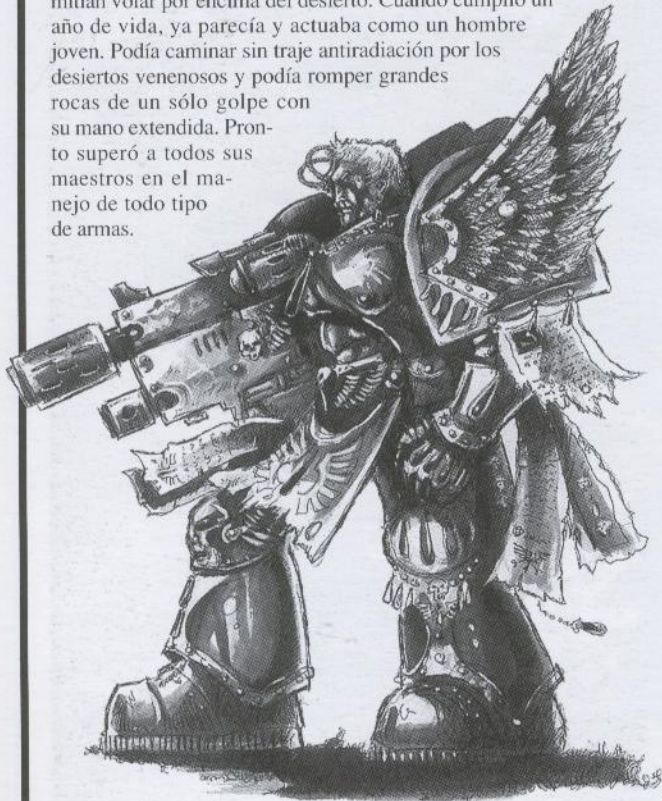 mitían volar por encima del desierto. Cuando cumplió un
año de vida, ya parecía y actuaba como un hombre
joven. Podía caminar sin traje antiradiación por los
desiertos venenosos y podía romper grandes
rocas de un sólo golpe con
su mano extendida. Pron-
to superó a todos sus
maestros en el ma-
nejo de todo tipo
de armas.